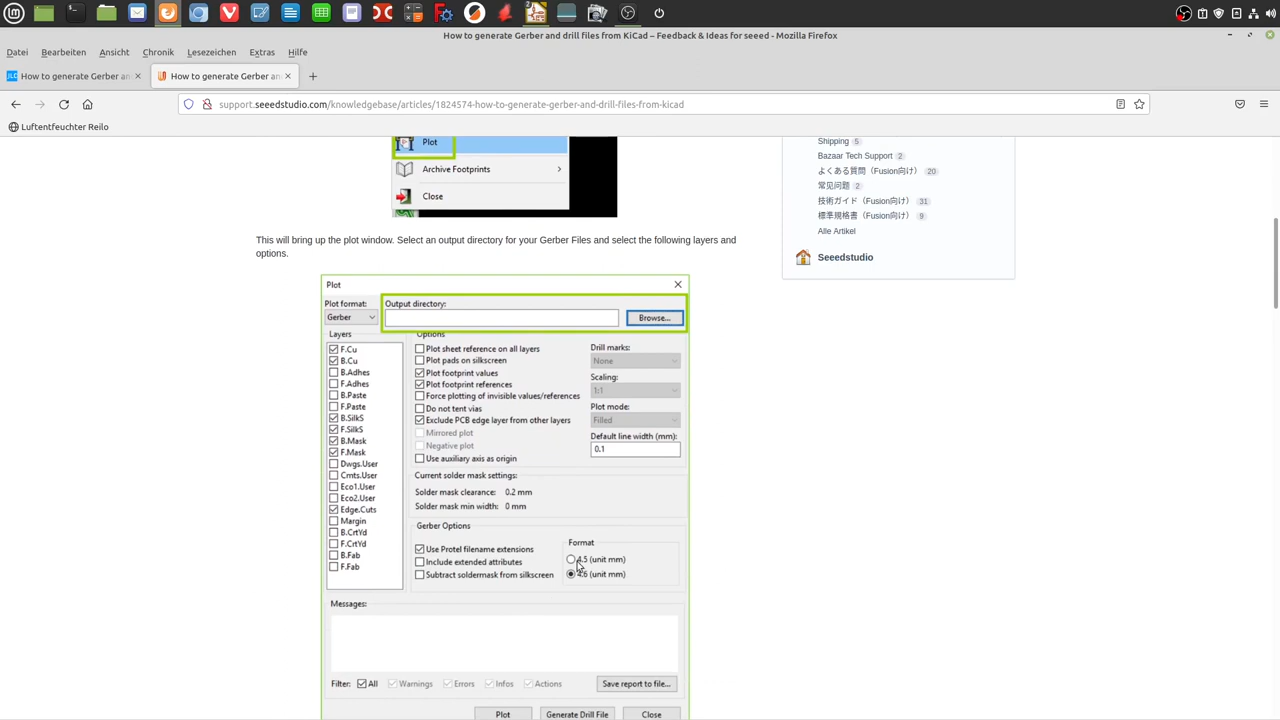 How to generate Gerber and drill files from KiCad – Feedback & Ideas for seeed - Mozilla Firefox
Datei Bearbeiten Ansicht Chronik Lesezeichen Extras Hilfe
JLC How to generate Gerber an
How to generate Gerber an
support.seeedstudio.com/knowledgebase/articles/1824574-how-to-generate-gerber-and-drill-files-from-kicad
Luftentfeuchter Reilo
Plot
Archive Footprints
Close
This will bring up the plot window. Select an output directory for your Gerber Files and select the following layers and
options.
Plot
Plot format:
Gerber
Output directory:
Browse...
Layers
F.Cu
B.Cu
B.Adhes
F.Adhes
B.Paste
F.Paste
B.SilkS
F.SilkS
B.Mask
F.Mask
Dwgs.User
Cmts.User
Eco1.User
Eco2.User
Edge.Cuts
Margin
B.CrtYd
F.CrtYd
B.Fab
F.Fab
Options
Plot sheet reference on all layers
Plot pads on silkscreen
Plot footprint values
Plot footprint references
Force plotting of invisible values/references
Do not tent vias
Exclude PCB edge layer from other layers
Mirrored plot
Negative plot
Use auxiliary axis as origin
Drill marks:
None
Scaling:
1:1
Plot mode:
Filled
Default line width (mm):
0.1
Current solder mask settings:
Solder mask clearance: 0.2 mm
Solder mask min width: 0 mm
Gerber Options
Use Protel filename extensions
Include extended attributes
Subtract soldermask from silkscreen
Format
4.5 (unit mm)
4.6 (unit mm)
Messages:
Filter: All Warnings Errors Infos Actions Save report to file...
Plot Generate Drill File Close
Shipping 5
Bazaar Tech Support 2
よくある質問（Fusion向け） 20
常见问题 2
技術ガイド（Fusion向け） 31
標準規格書（Fusion向け） 9
Alle Artikel
Seeedstudio